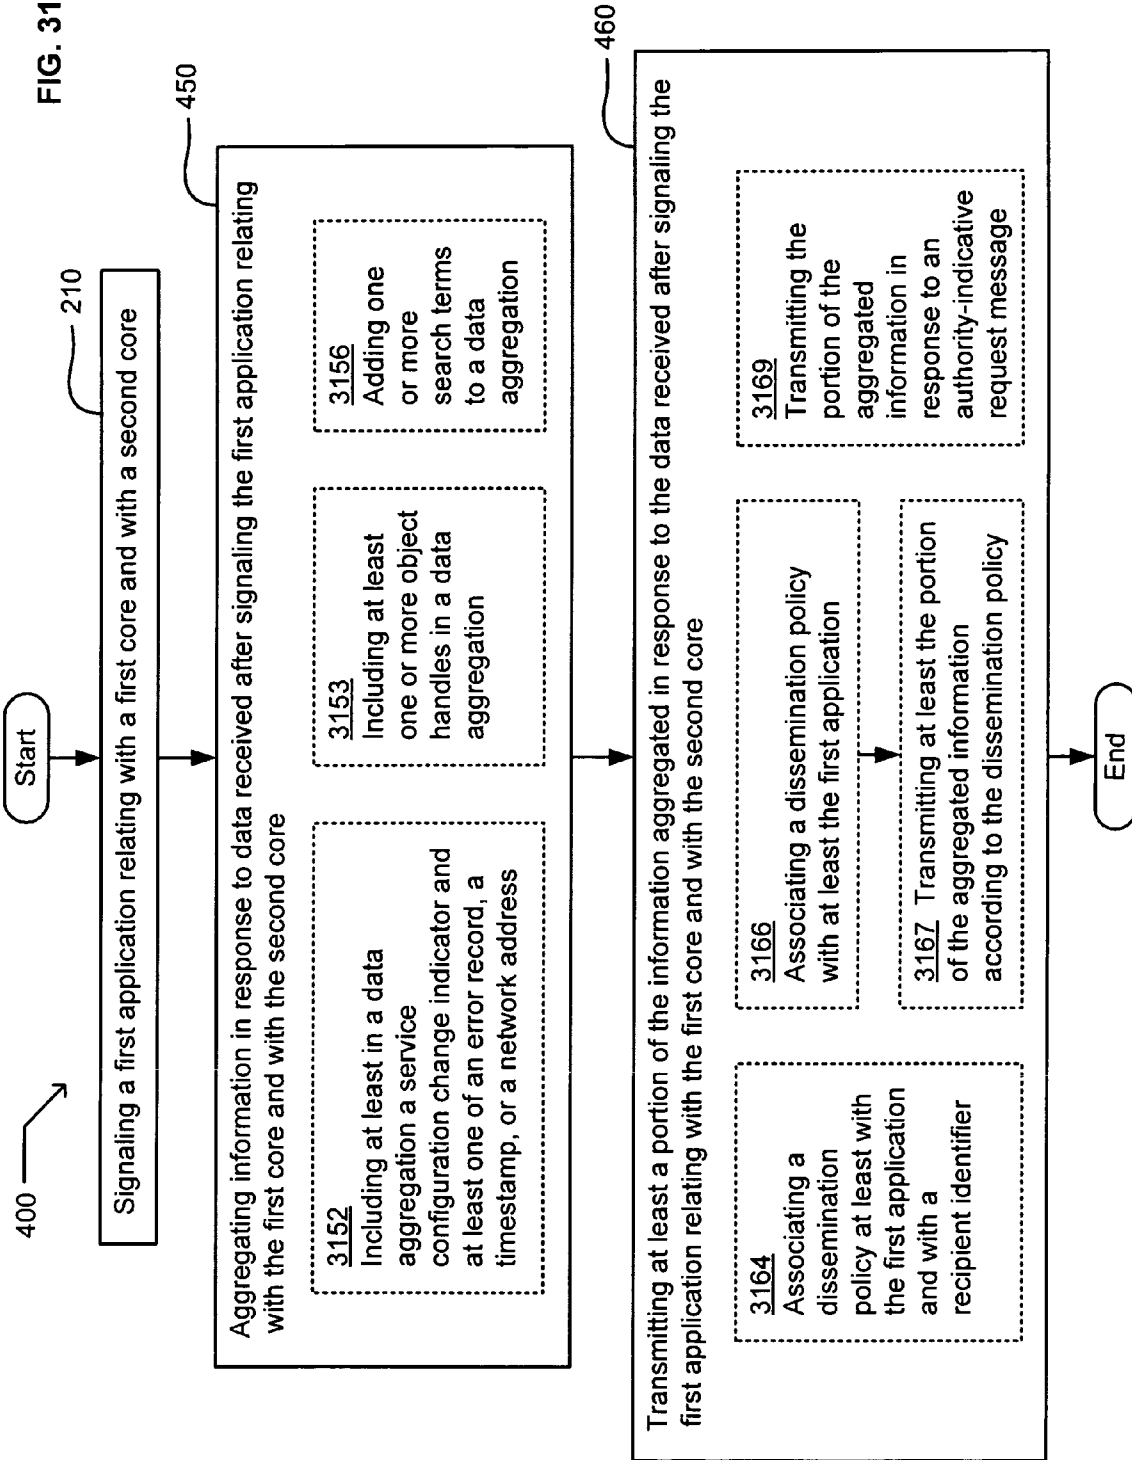 FIG. 31
400
Start
210
Signaling a first application relating with a first core and with a second core
450
Aggregating information in response to data received after signaling the first application relating
with the first core and with the second core
3152
Including at least in a data
aggregation a service
configuration change indicator and
at least one of an error record, a
timestamp, or a network address
3153
Including at least
one or more object
handles in a data
aggregation
3156
Adding one
or more
search terms
to a data
aggregation
460
Transmitting at least a portion of the information aggregated in response to the data received after signaling the
first application relating with the first core and with the second core
3164
Associating a
dissemination
policy at least with
the first application
and with a
recipient identifier
3166
Associating a dissemination policy
with at least the first application
3167 Transmitting at least the portion
of the aggregated information
according to the dissemination policy
3169
Transmitting the
portion of the
aggregated
information in
response to an
authority-indicative
request message
End